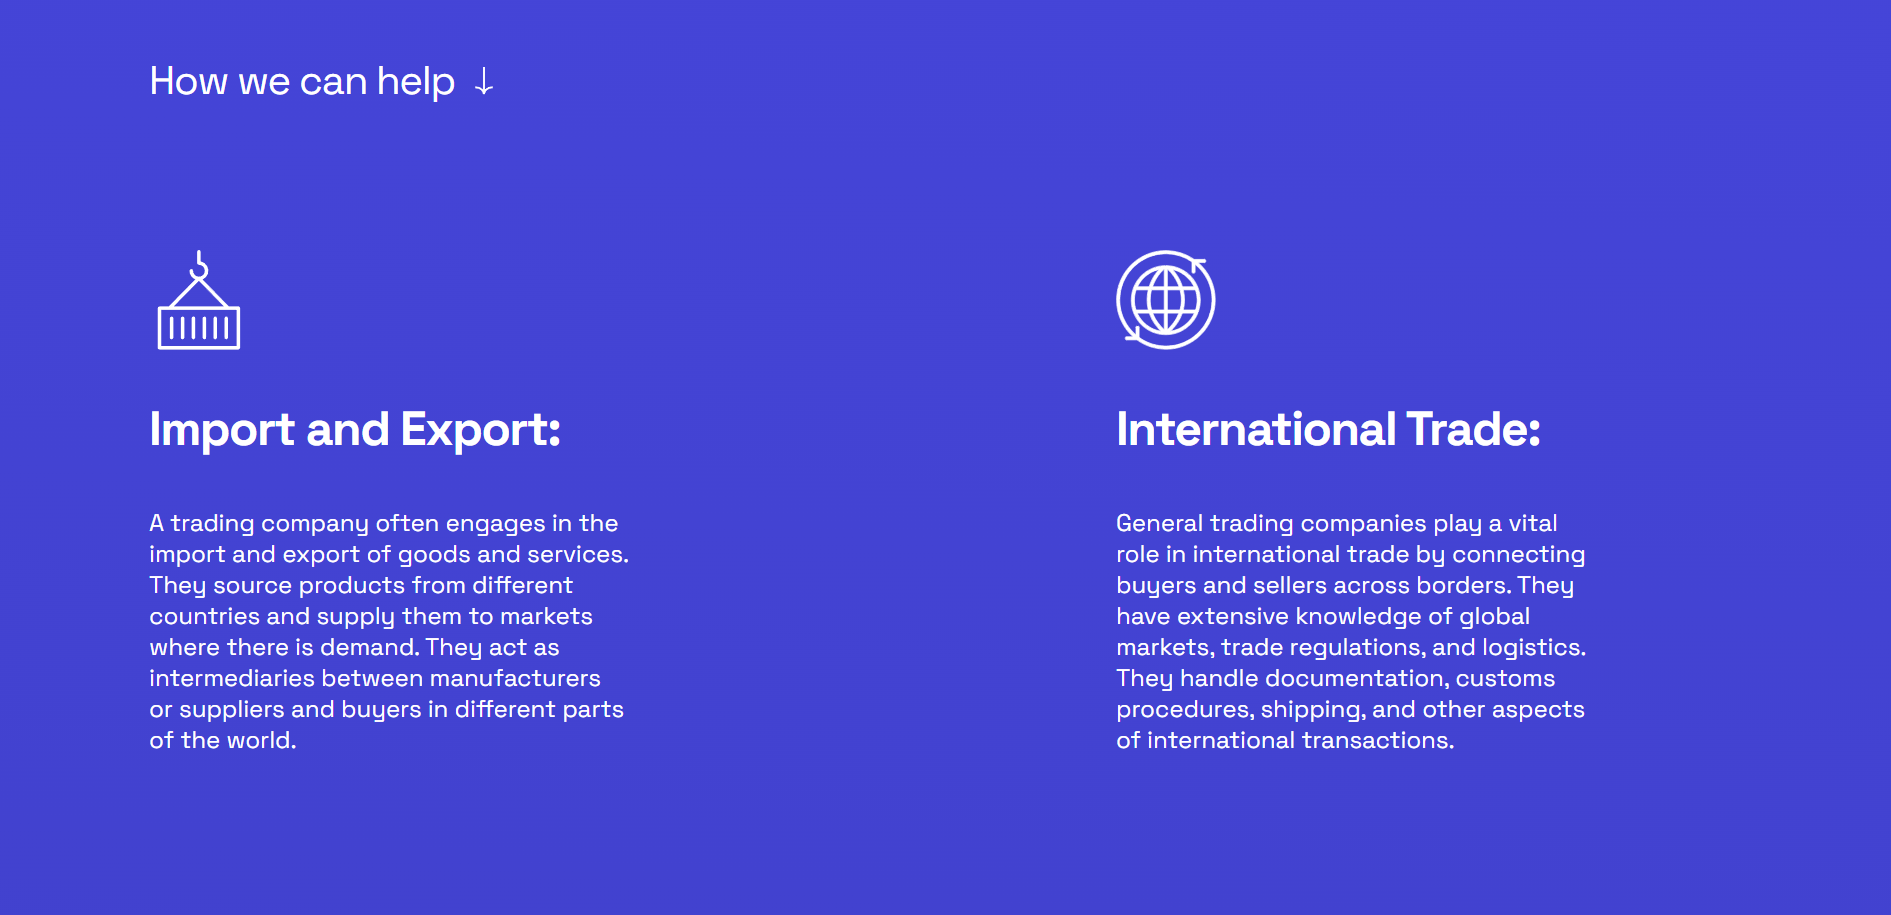 How we can help ↓
Import and Export:
A trading company often engages in the
import and export of goods and services.
They source products from different
countries and supply them to markets
where there is demand. They act as
intermediaries between manufacturers
or suppliers and buyers in different parts
of the world.
International Trade:
General trading companies play a vital
role in international trade by connecting
buyers and sellers across borders. They
have extensive knowledge of global
markets, trade regulations, and logistics.
They handle documentation, customs
procedures, shipping, and other aspects
of international transactions.